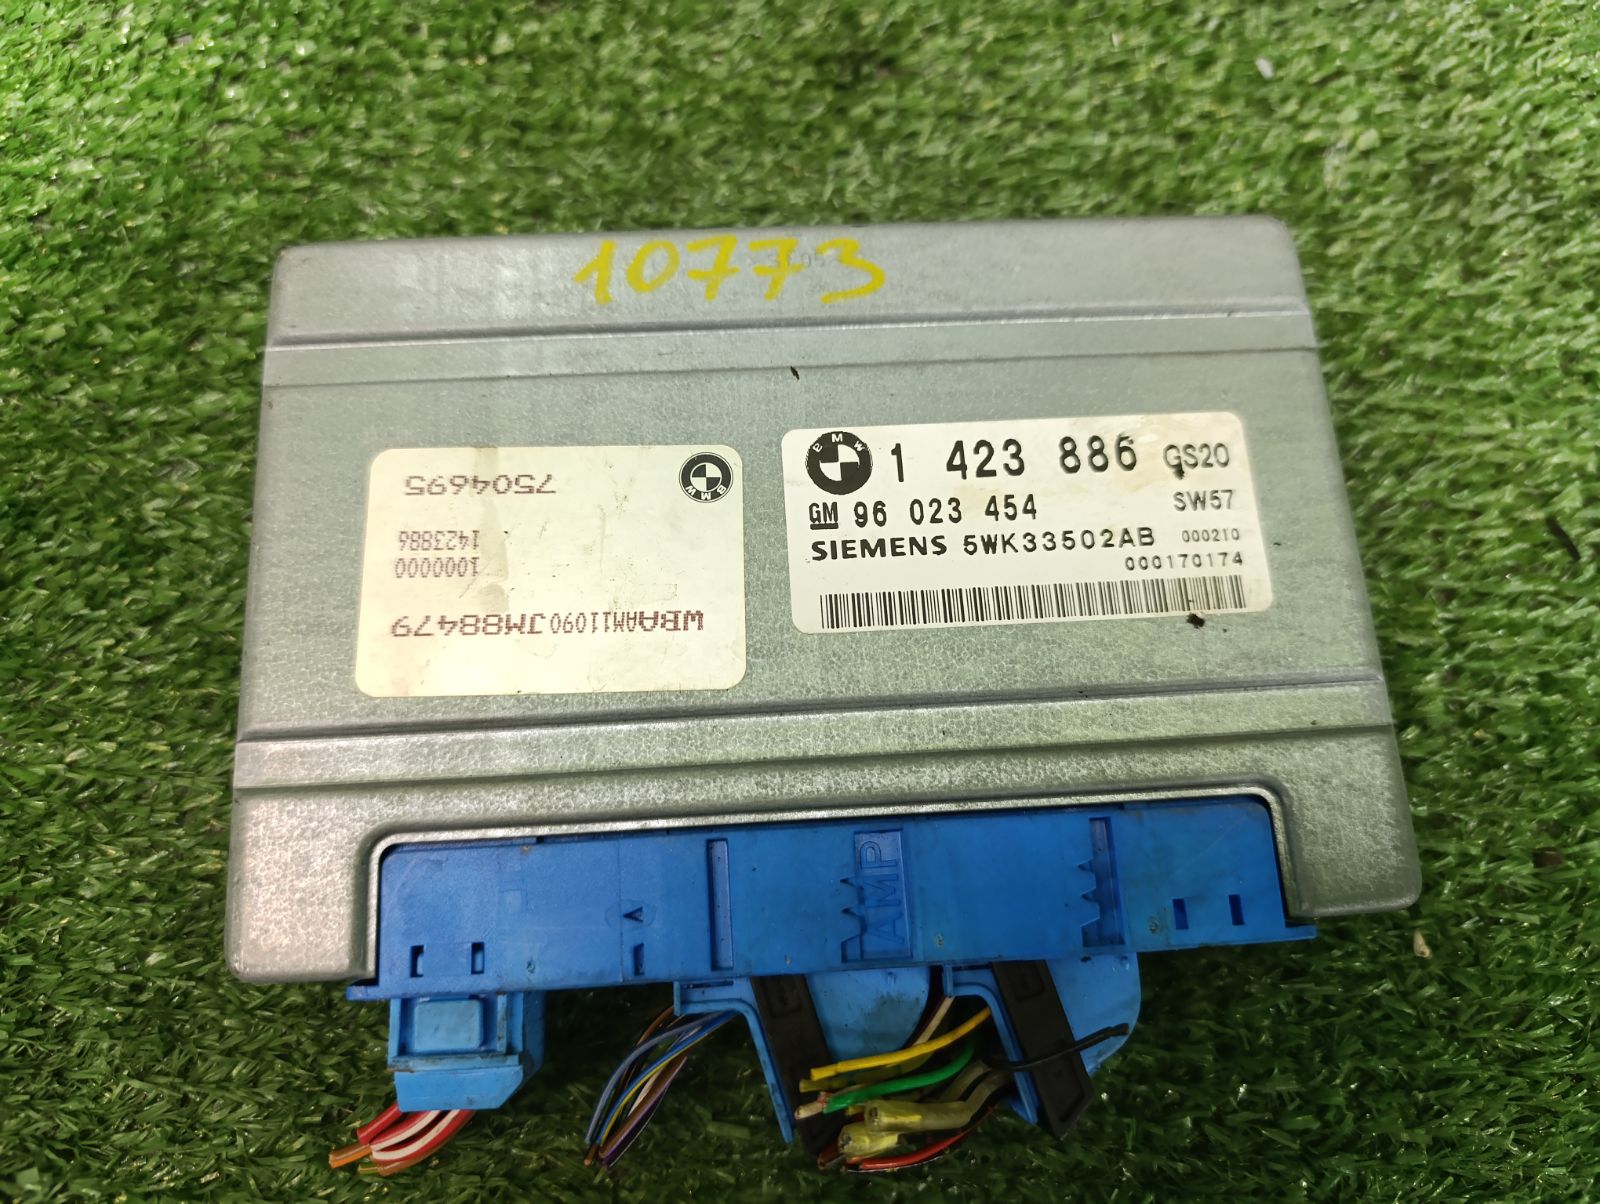 10773
7504695
1423886
1000000
WBAAM11090JM88479
BMW
BMW
1 423 886 GS20
GM 96 023 454 SW57
SIEMENS 5WK33502AB 000210
000170174
AMP